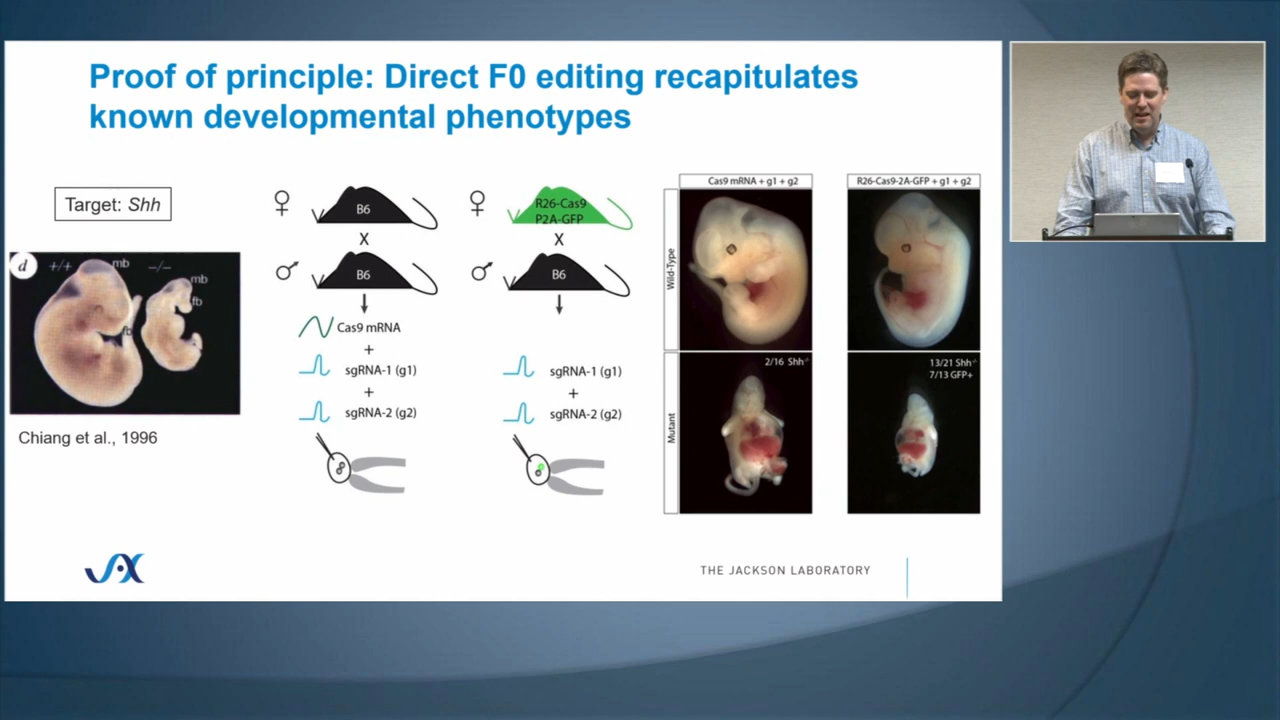 Proof of principle: Direct F0 editing recapitulates
known developmental phenotypes
Target: Shh
d
+/+
mb
-/-
mb
fb
fb
Chiang et al., 1996
♀
B6
X
♂
B6
Cas9 mRNA
+
sgRNA-1 (g1)
+
sgRNA-2 (g2)
♀
R26-Cas9
P2A-GFP
X
♂
B6
sgRNA-1 (g1)
+
sgRNA-2 (g2)
Cas9 mRNA + g1 + g2
R26-Cas9-2A-GFP + g1 + g2
Wild-Type
Mutant
2/16 Shh-/-
13/21 Shh-/-
7/13 GFP+
JAX
THE JACKSON LABORATORY